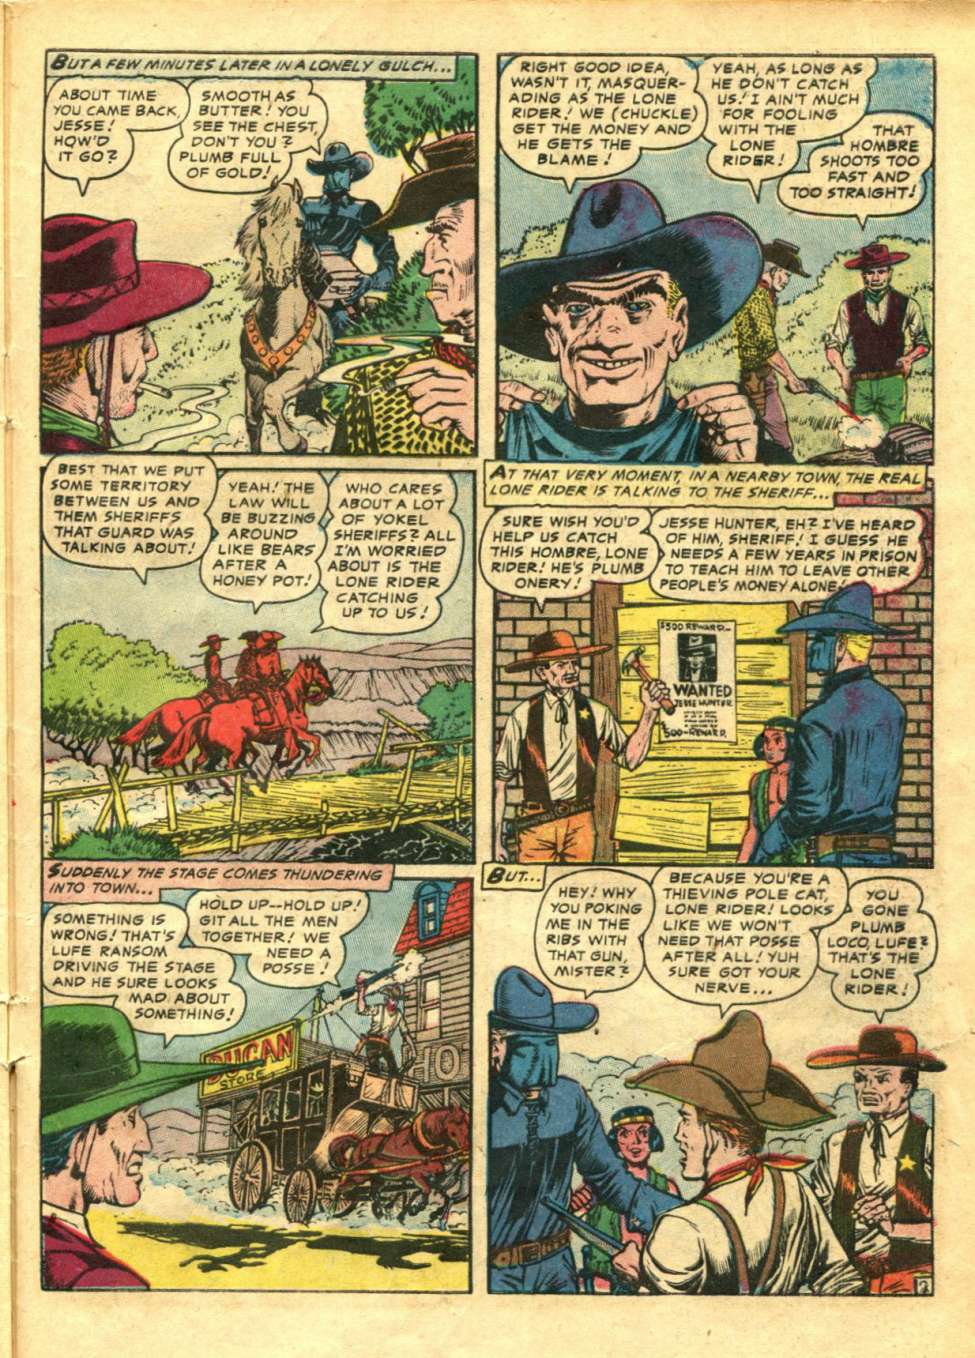 BUT A FEW MINUTES LATER IN A LONELY GULCH...
ABOUT TIME
YOU CAME BACK,
JESSE!
HOW'D
IT GO?
SMOOTH AS
BUTTER! YOU
SEE THE CHEST,
DON'T YOU?
PLUMB FULL
OF GOLD!
RIGHT GOOD IDEA,
WASN'T IT, MASQUER-
ADING AS THE LONE
RIDER! WE (CHUCKLE)
GET THE MONEY AND
HE GETS THE
BLAME!
YEAH, AS LONG AS
HE DON'T CATCH
US! I AIN'T MUCH
FOR FOOLING
WITH THE
LONE
RIDER!
THAT
HOMBRE
SHOOTS TOO
FAST AND
TOO STRAIGHT!
BEST THAT WE PUT
SOME TERRITORY
BETWEEN US AND
THEM SHERIFFS
THAT GUARD WAS
TALKING ABOUT!
YEAH! THE
LAW WILL
BE BUZZING
AROUND
LIKE BEARS
AFTER A
HONEY POT!
WHO CARES
ABOUT A LOT
OF YOKEL
SHERIFFS? ALL
I'M WORRIED
ABOUT IS THE
LONE RIDER
CATCHING
UP TO US!
AT THAT VERY MOMENT, IN A NEARBY TOWN, THE REAL
LONE RIDER IS TALKING TO THE SHERIFF...
SURE WISH YOU'D
HELP US CATCH
THIS HOMBRE, LONE
RIDER! HE'S PLUMB
ONERY!
JESSE HUNTER, EH? I'VE HEARD
OF HIM, SHERIFF! I GUESS HE
NEEDS A FEW YEARS IN PRISON
TO TEACH HIM TO LEAVE OTHER
PEOPLE'S MONEY ALONE!
$500 REWARD
WANTED
JESSE HUNTER
$500-REWARD
SUDDENLY THE STAGE COMES THUNDERING
INTO TOWN...
SOMETHING IS
WRONG! THAT'S
LUFE RANSOM
DRIVING THE STAGE
AND HE SURE LOOKS
MAD ABOUT
SOMETHING!
HOLD UP--HOLD UP!
GIT ALL THE MEN
TOGETHER! WE
NEED A
POSSE!
DUGAN
STORE
HO
BUT...
HEY! WHY
YOU POKING
ME IN THE
RIBS WITH
THAT GUN,
MISTER?
BECAUSE YOU'RE A
THIEVING POLE CAT,
LONE RIDER! LOOKS
LIKE WE WON'T
NEED THAT POSSE
AFTER ALL! YUH
SURE GOT YOUR
NERVE...
YOU
GONE
PLUMB
LOCO, LUFE?
THAT'S THE
LONE
RIDER!
2